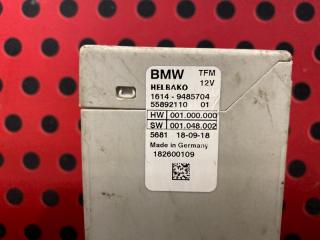 BMW TFM
HELBAKO 12V
1614 - 9485704
55892110 01
HW 001.000.000
SW 001.048.002
5681 18-09-18
Made in Germany
182600109